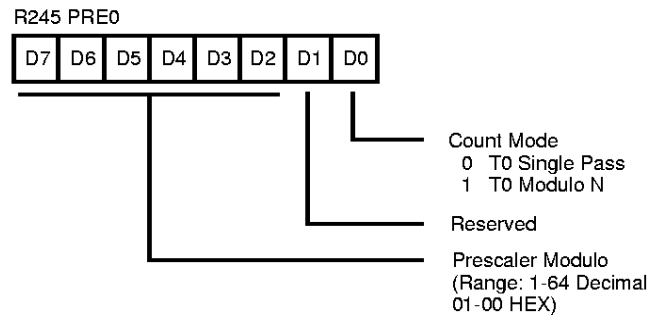 R245 PRE0
D7 D6 D5 D4 D3 D2 D1 D0
Count Mode
0 T0 Single Pass
1 T0 Modulo N
Reserved
Prescaler Modulo
(Range: 1-64 Decimal
01-00 HEX)